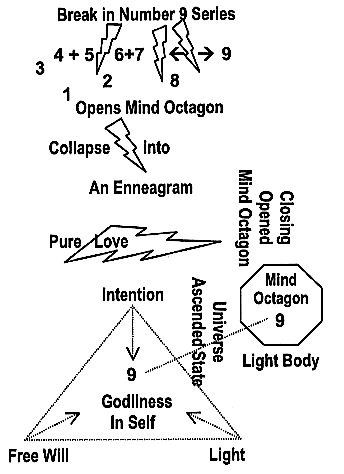 Break in Number 9 Series
4 + 5 6+7 9
3 2 8
1
Opens Mind Octagon
Collapse Into
An Enneagram
Pure Love
Closing
Opened
Mind Octagon
Intention
Universe
Ascended State
Mind
Octagon
9
Light Body
9
Godliness
In Self
Free Will
Light